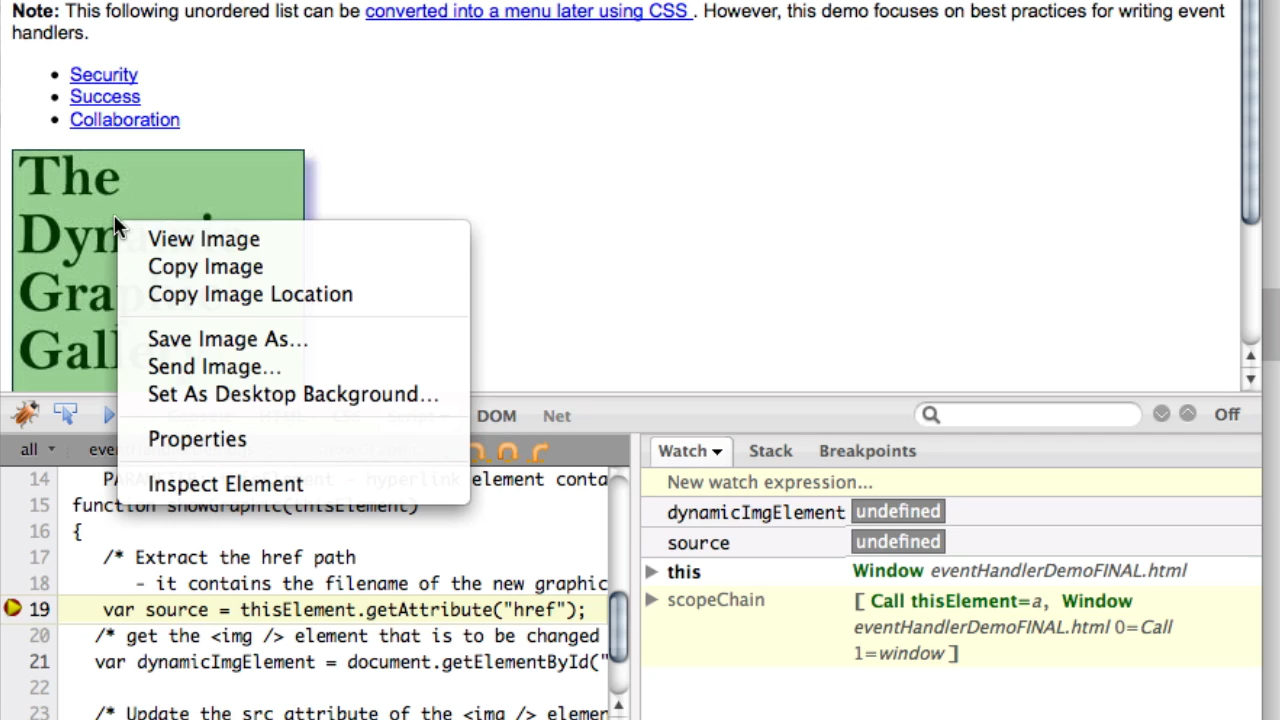 Note: This following unordered list can be converted into a menu later using CSS . However, this demo focuses on best practices for writing event
handlers.
• Security
• Success
• Collaboration
The
Gallery
View Image
Copy Image
Copy Image Location
Save Image As...
Send Image...
Set As Desktop Background...
Properties
Inspect Element
DOM
Net
Off
all
Watch
Stack
Breakpoints
New watch expression...
dynamicImgElement undefined
source undefined
this Window eventHandlerDemoFINAL.html
scopeChain [ Call thisElement=a, Window
eventHandlerDemoFINAL.html 0=Call
1=window ]
14 element conta
15 function showGraphic(thisElement)
16 {
17 /* Extract the href path
18 - it contains the filename of the new graphic
19 var source = thisElement.getAttribute("href");
20 /* get the <img /> element that is to be changed
21 var dynamicImgElement = document.getElementById("
22
23 /* Update the src attribute of the <img /> elemen